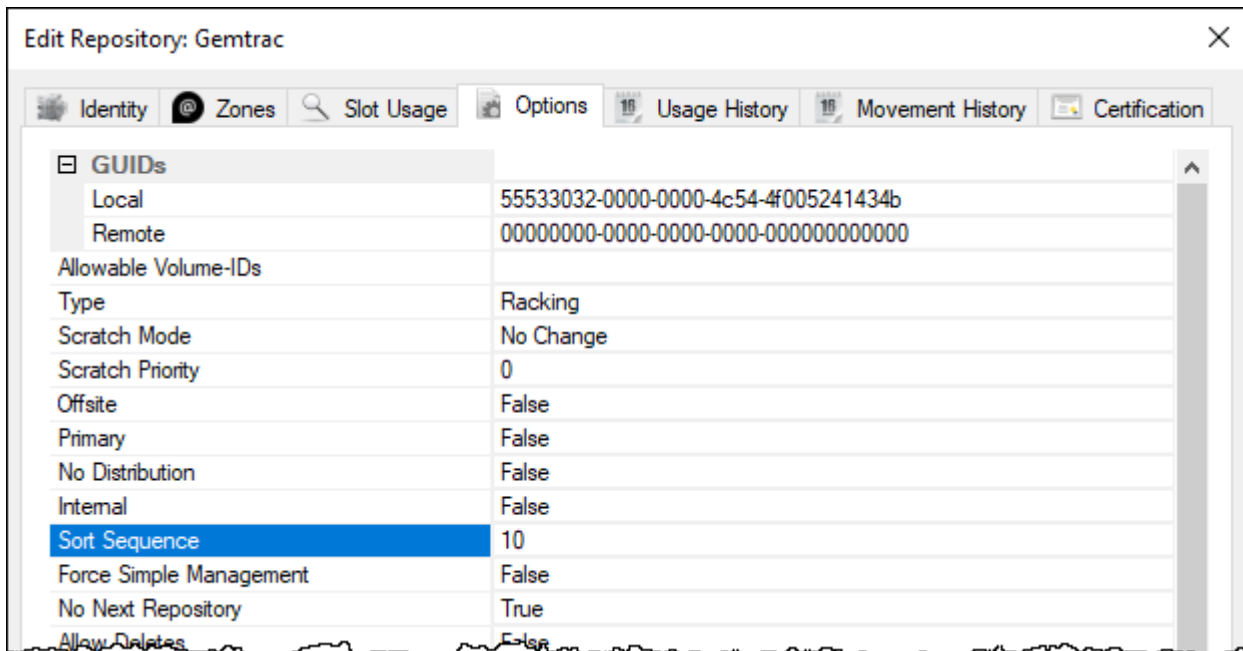 Edit Repository: Gemtrac
Identity Zones Slot Usage Options Usage History Movement History Certification
GUIDs
Local 55533032-0000-0000-4c54-4f005241434b
Remote 00000000-0000-0000-0000-000000000000
Allowable Volume-IDs
Type Racking
Scratch Mode No Change
Scratch Priority 0
Offsite False
Primary False
No Distribution False
Internal False
Sort Sequence 10
Force Simple Management False
No Next Repository True
Allow Deletes False